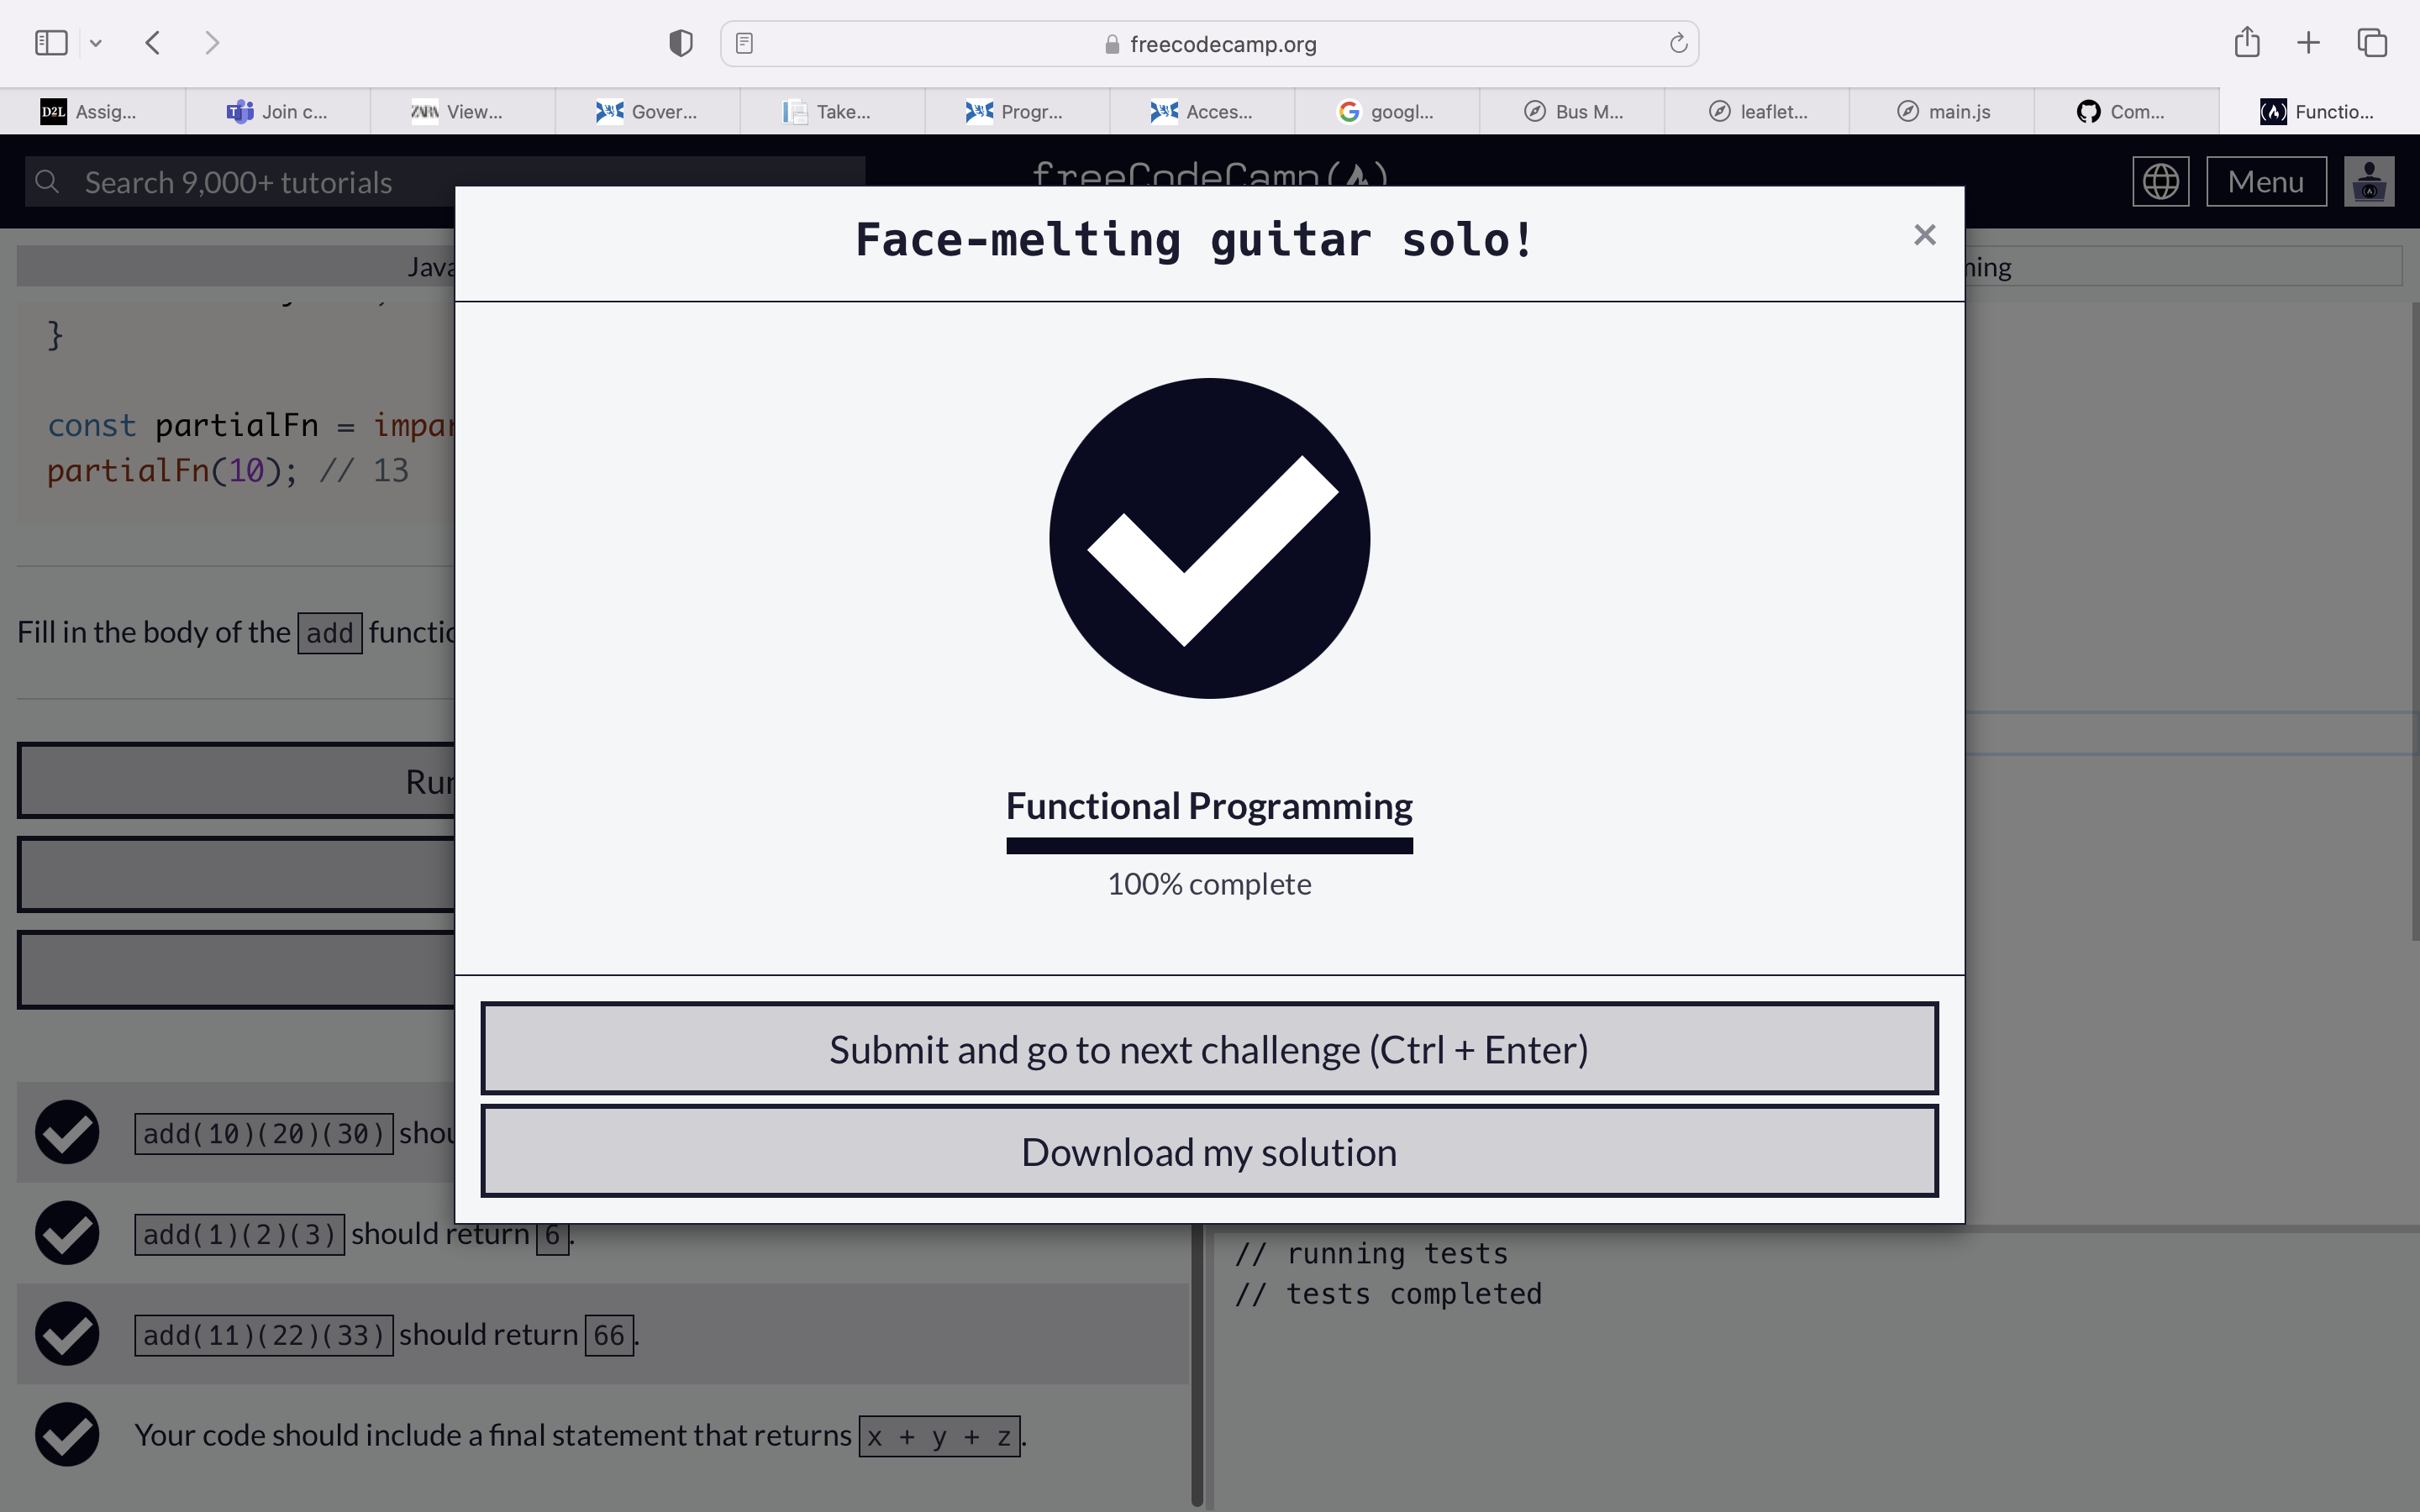 freecodecamp.org
D2L Assig...
Join c...
ZARA View...
Gover...
Take...
Progr...
Acces...
googl...
Bus M...
leaflet...
main.js
Com...
Functio...
Search 9,000+ tutorials
freeCodeCamp(🔥)
Menu
Face-melting guitar solo!
×
Java
ning
}
const partialFn = impar
partialFn(10); // 13
Fill in the body of the add functio
Run
Functional Programming
100% complete
Submit and go to next challenge (Ctrl + Enter)
Download my solution
add(10)(20)(30) shou
add(1)(2)(3) should return 6.
add(11)(22)(33) should return 66.
Your code should include a final statement that returns x + y + z.
// running tests
// tests completed